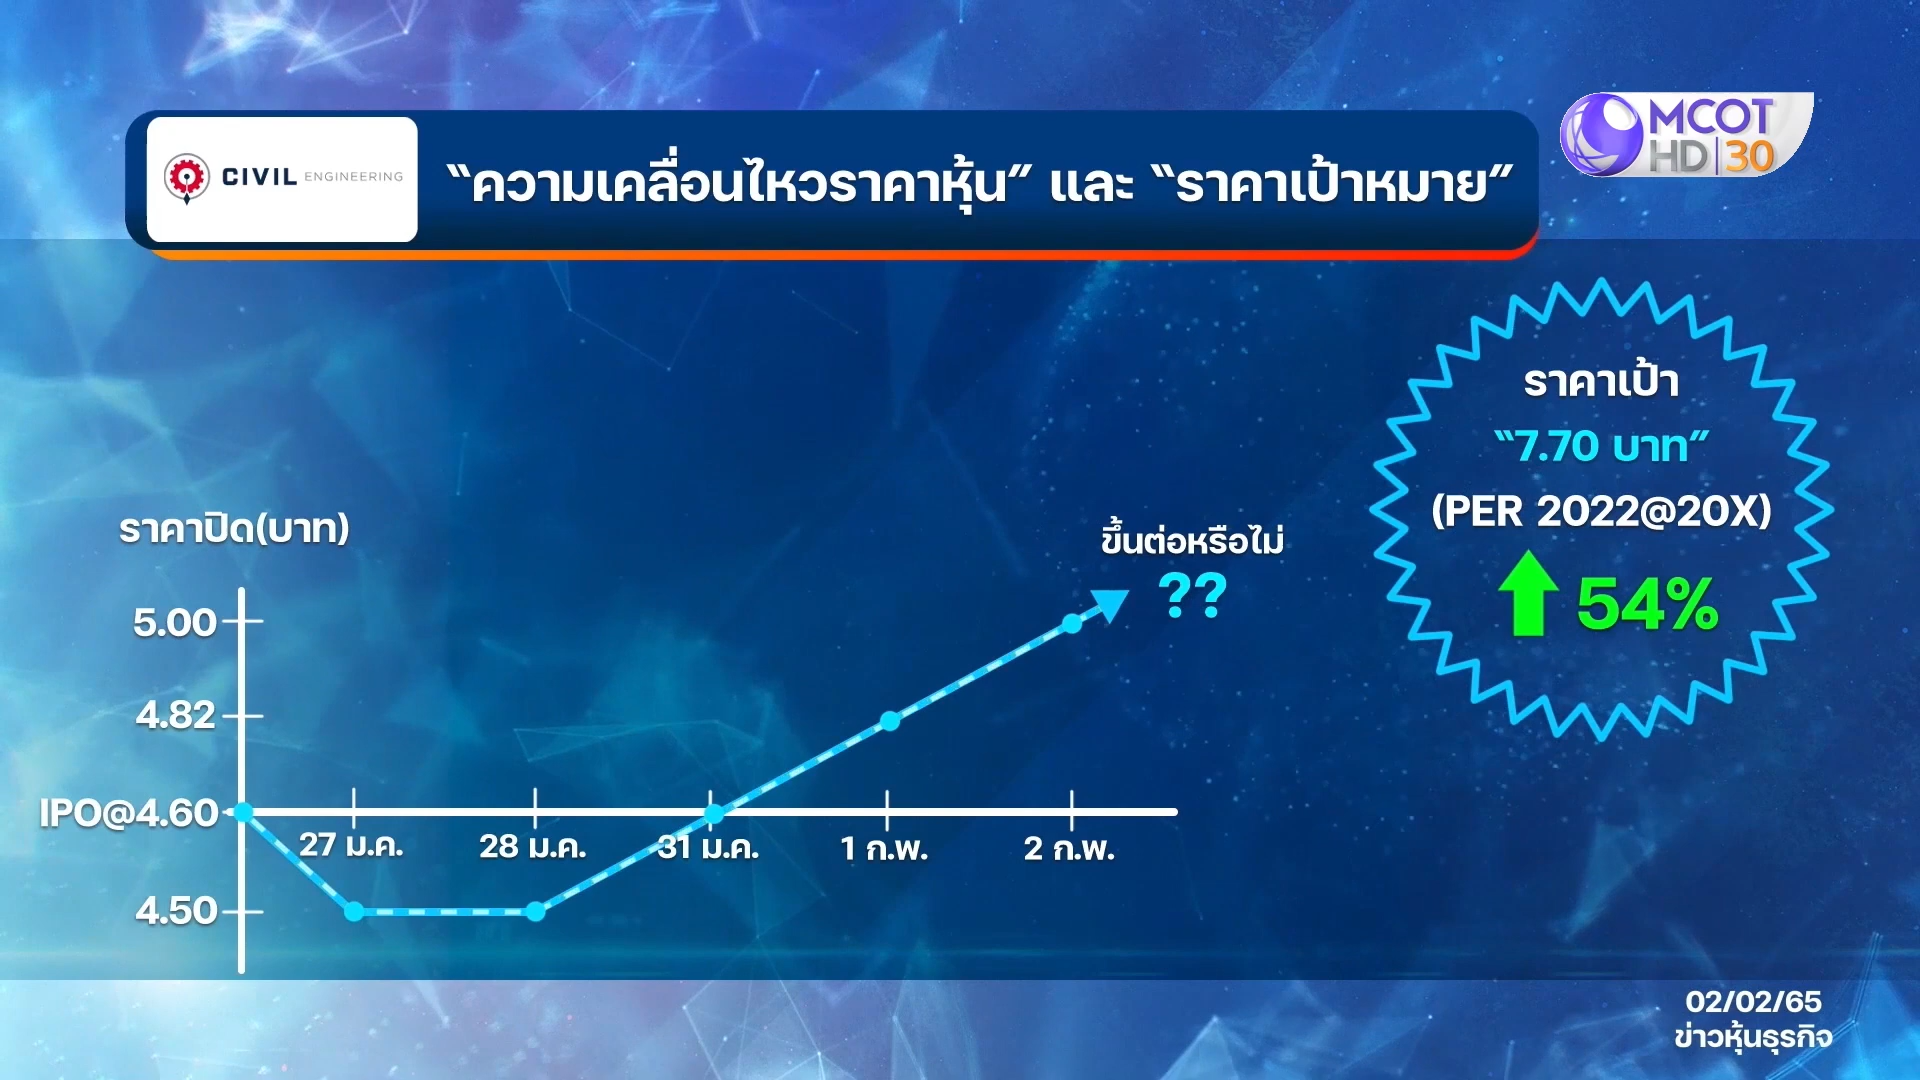 CIVIL ENGINEERING
“ความเคลื่อนไหวราคาหุ้น” และ “ราคาเป้าหมาย”
MCOT
HD 30
ราคาเป้า
“7.70 บาท”
(PER 2022@20X)
54%
ราคาปิด(บาท)
ขึ้นต่อหรือไม่
??
5.00
4.82
IPO@4.60
27 ม.ค. 28 ม.ค. 31 ม.ค. 1 ก.พ. 2 ก.พ.
4.50
02/02/65
ข่าวหุ้นธุรกิจ